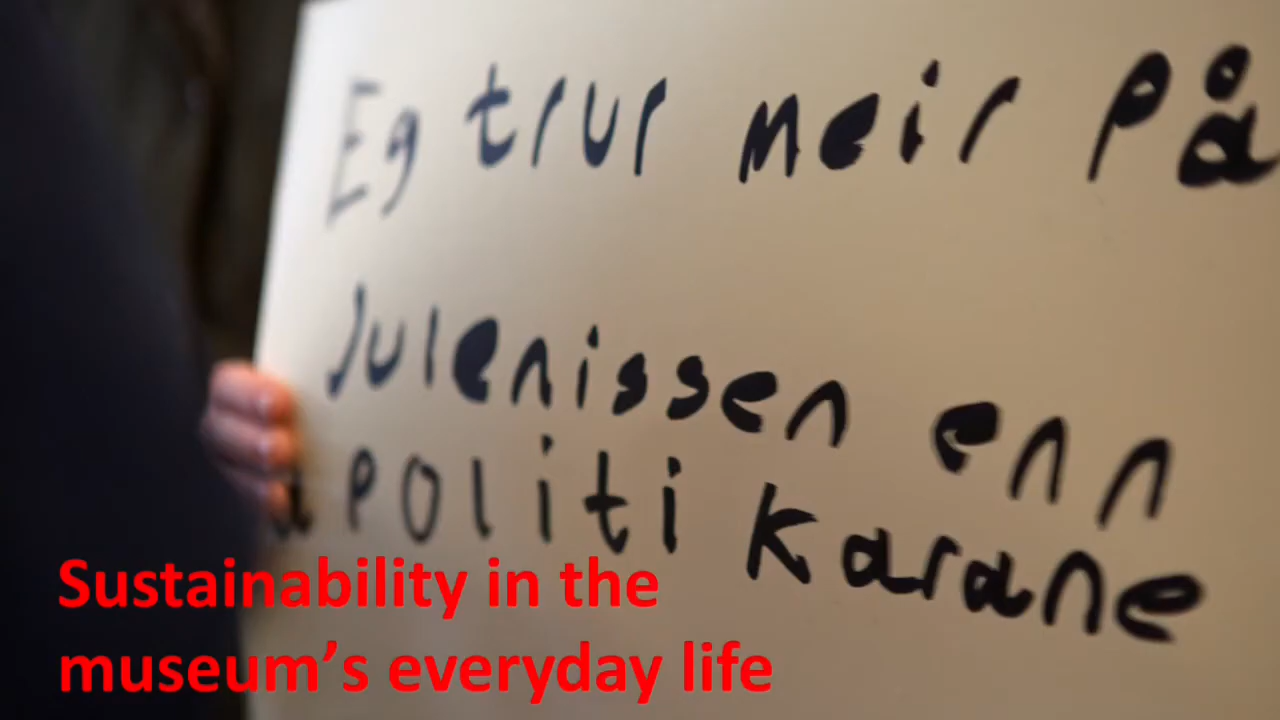 Eg trur meir på
Julenissen enn
a Politikarane
Sustainability in the
museum’s everyday life